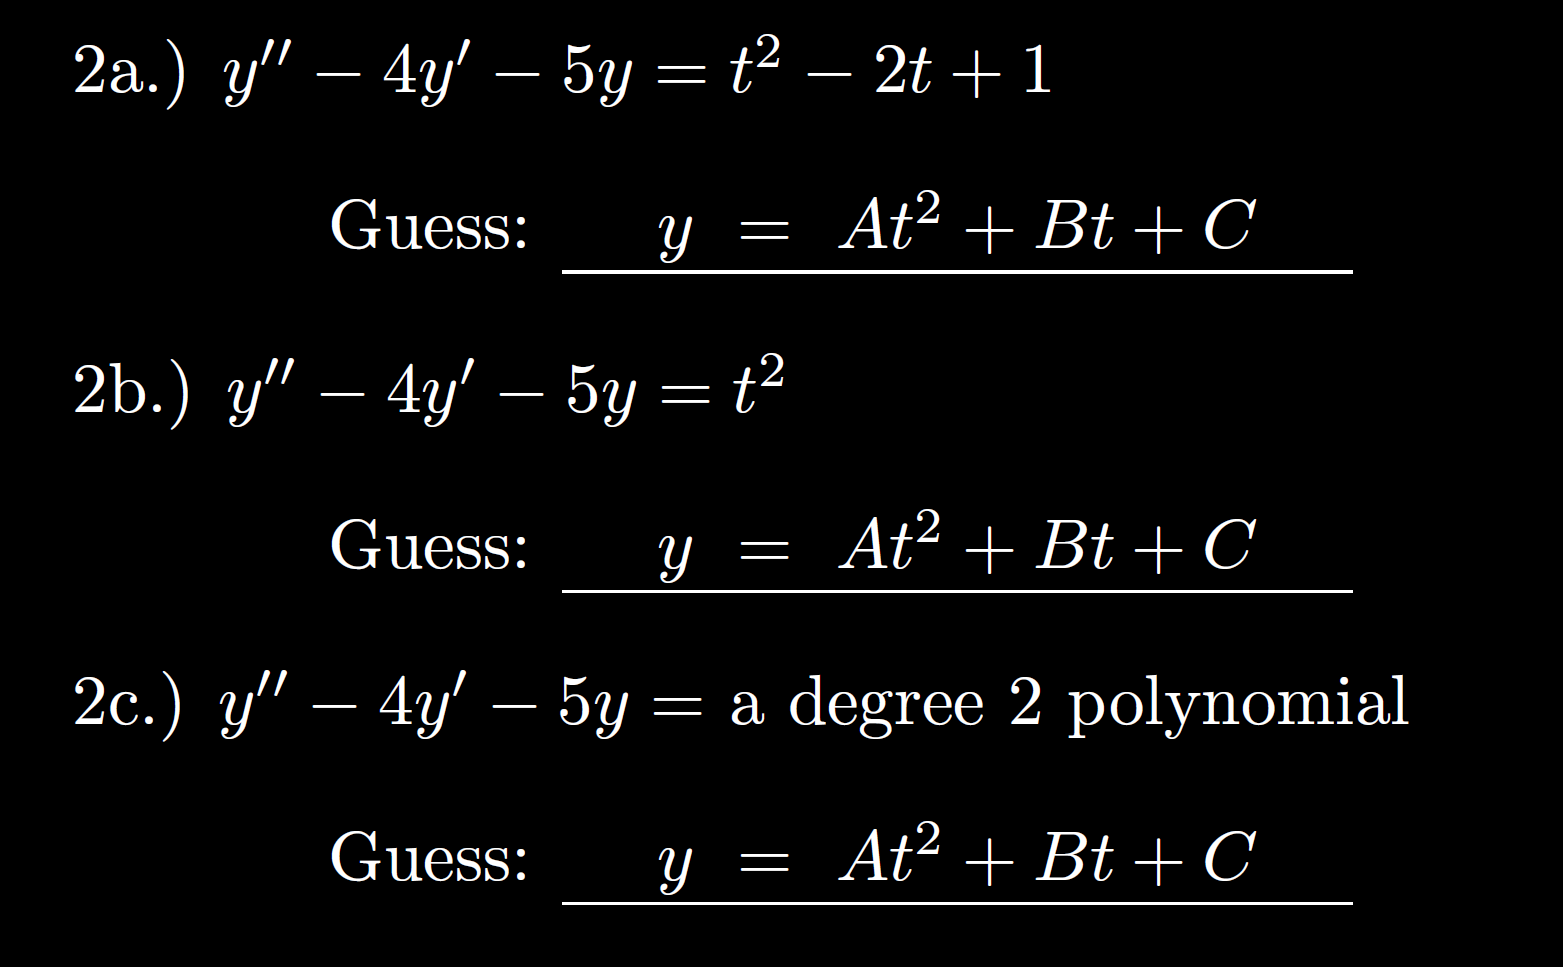 2a.) y″ − 4y′ − 5y = t² − 2t + 1
Guess: y = At² + Bt + C
2b.) y″ − 4y′ − 5y = t²
Guess: y = At² + Bt + C
2c.) y″ − 4y′ − 5y = a degree 2 polynomial
Guess: y = At² + Bt + C